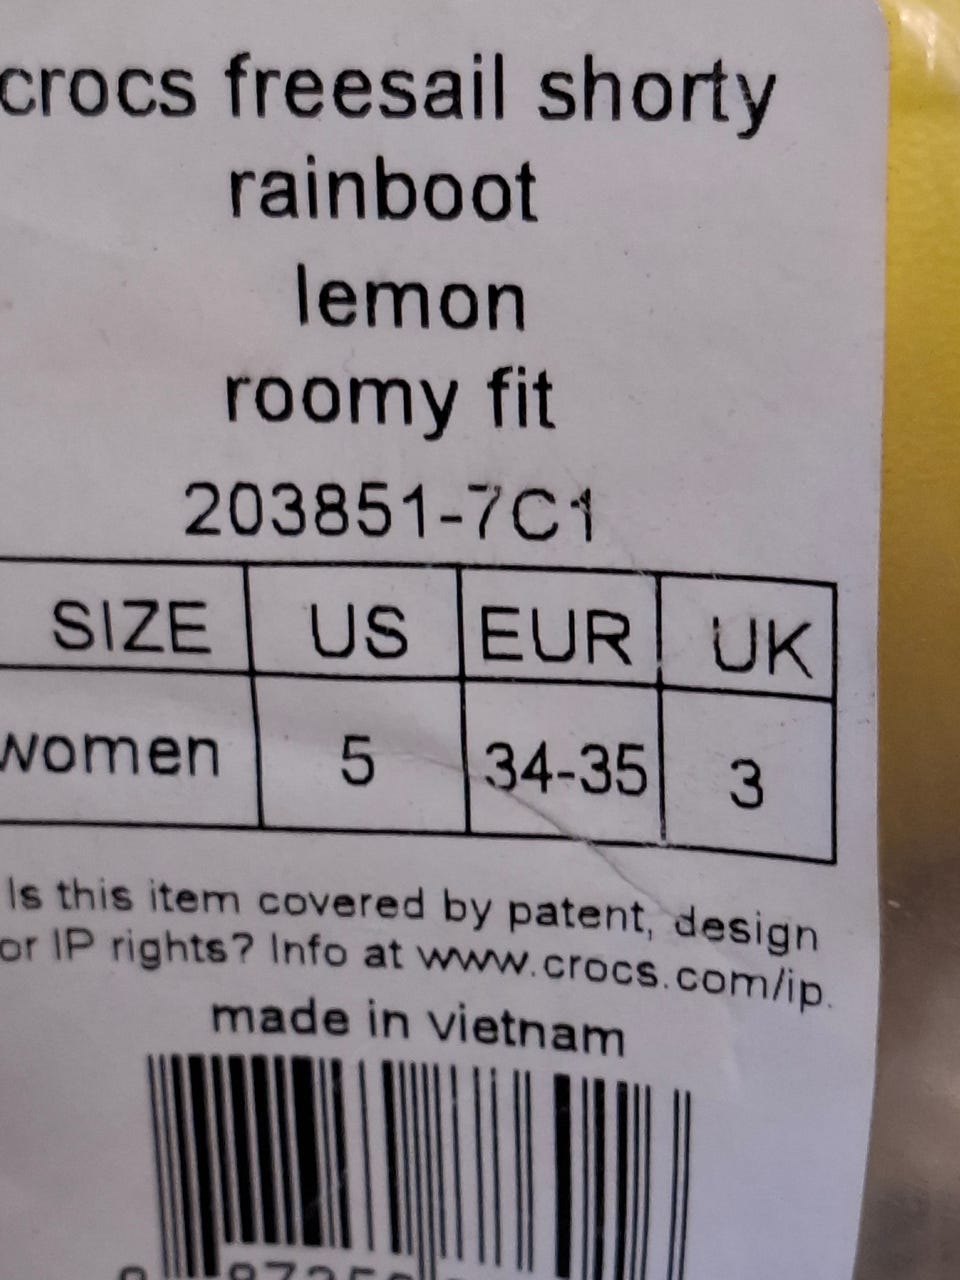 crocs freesail shorty
rainboot
lemon
roomy fit
203851-7C1
SIZE US EUR UK
women 5 34-35 3
Is this item covered by patent, design
or IP rights? Info at www.crocs.com/ip.
made in vietnam